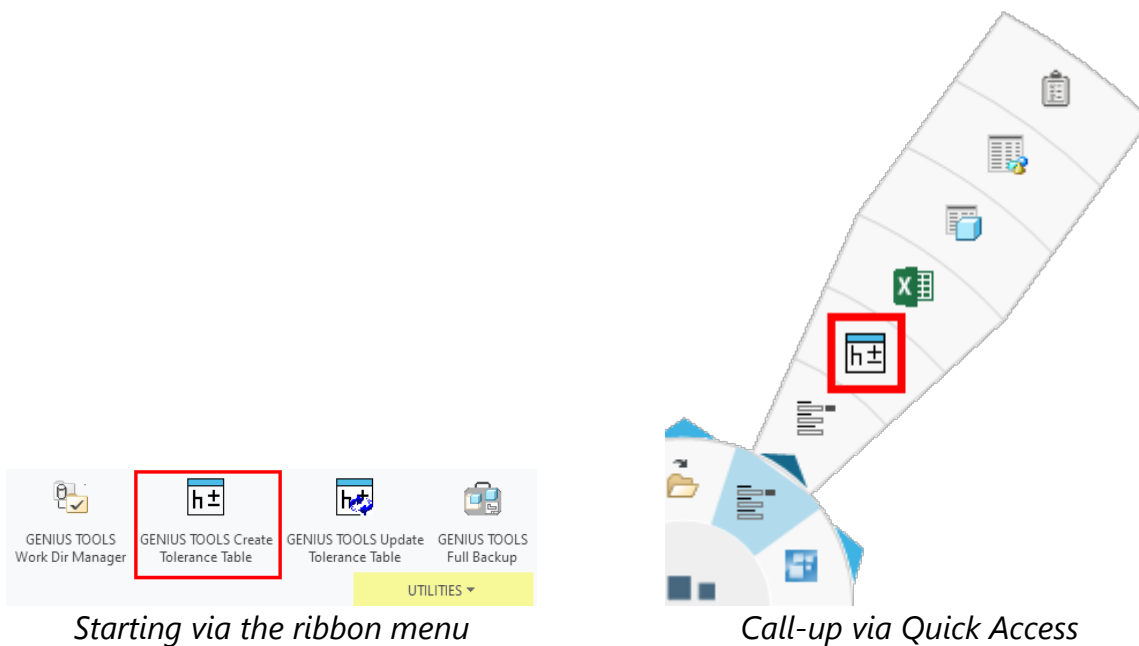 h ±
h ±
h ±
X
GENIUS TOOLS
Work Dir Manager
GENIUS TOOLS Create
Tolerance Table
GENIUS TOOLS Update
Tolerance Table
GENIUS TOOLS
Full Backup
UTILITIES
Starting via the ribbon menu
Call-up via Quick Access